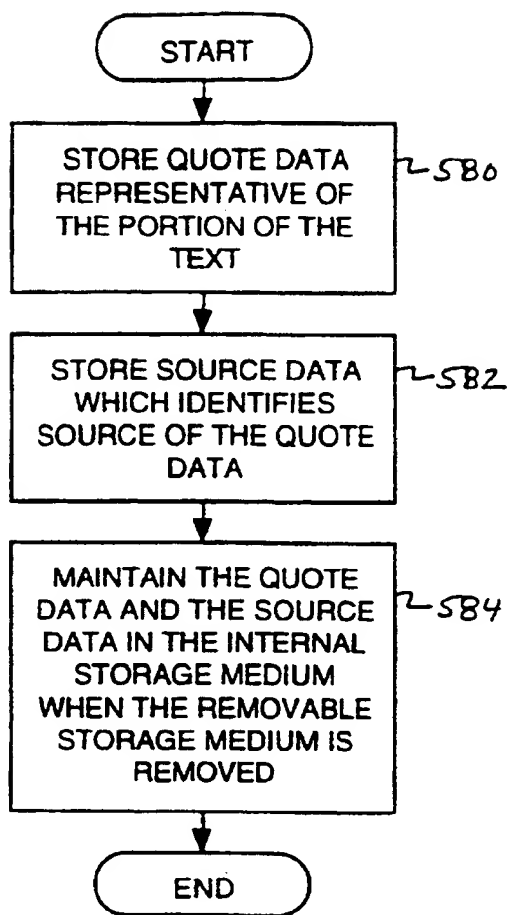 START
STORE QUOTE DATA
REPRESENTATIVE OF
THE PORTION OF THE
TEXT
580
STORE SOURCE DATA
WHICH IDENTIFIES
SOURCE OF THE QUOTE
DATA
582
MAINTAIN THE QUOTE
DATA AND THE SOURCE
DATA IN THE INTERNAL
STORAGE MEDIUM
WHEN THE REMOVABLE
STORAGE MEDIUM IS
REMOVED
584
END